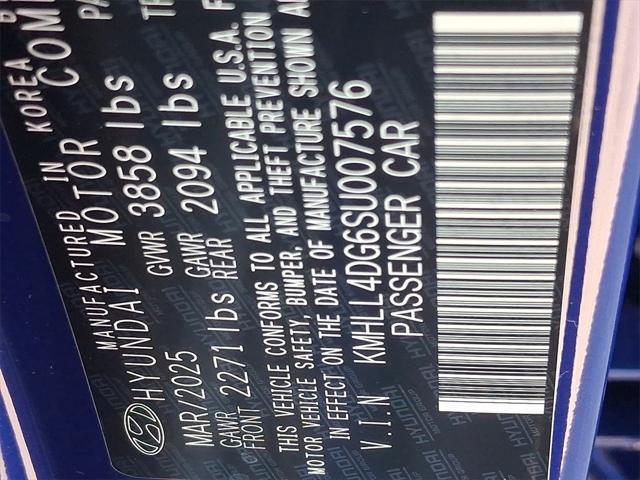 MANUFACTURED IN KOREA B
HYUNDAI MOTOR COMP
MAR/2025 GVWR 3858 lbs PA
GAWR FRONT 2271 lbs GAWR REAR 2094 lbs
THIS VEHICLE CONFORMS TO ALL APPLICABLE U.S.A. F
MOTOR VEHICLE SAFETY, BUMPER, AND THEFT PREVENTION
IN EFFECT ON THE DATE OF MANUFACTURE SHOWN A
V.I.N KMHLL4DG6SU007576
PASSENGER CAR